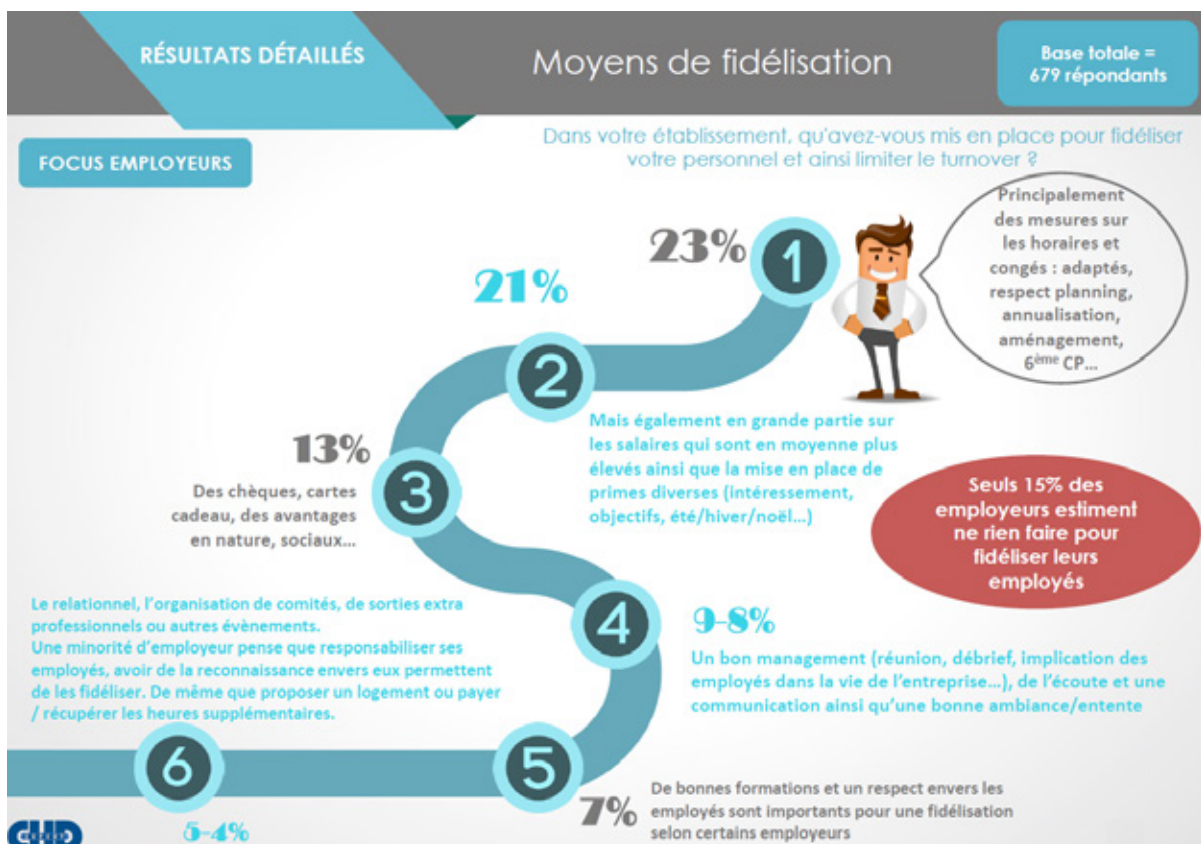 RÉSULTATS DÉTAILLÉS
Moyens de fidélisation
Base totale =
679 répondants
FOCUS EMPLOYEURS
Dans votre établissement, qu'avez-vous mis en place pour fidéliser
votre personnel et ainsi limiter le turnover ?
23%
1
Principalement
des mesures sur
les horaires et
congés : adaptés,
respect planning,
annualisation,
aménagement,
6ème CP...
21%
2
Mais également en grande partie sur
les salaires qui sont en moyenne plus
élevés ainsi que la mise en place de
primes diverses (intéressement,
objectifs, été/hiver/noël...)
13%
3
Des chèques, cartes
cadeau, des avantages
en nature, sociaux...
Seuls 15% des
employeurs estiment
ne rien faire pour
fidéliser leurs
employés
4
9-8%
Un bon management (réunion, débrief, implication des
employés dans la vie de l'entreprise...), de l'écoute et une
communication ainsi qu'une bonne ambiance/entente
5
7%
De bonnes formations et un respect envers les
employés sont importants pour une fidélisation
selon certains employeurs
Le relationnel, l'organisation de comités, de sorties extra
professionnels ou autres évènements.
Une minorité d'employeur pense que responsabiliser ses
employés, avoir de la reconnaissance envers eux permettent
de les fidéliser. De même que proposer un logement ou payer
/ récupérer les heures supplémentaires.
6
5-4%
CHD